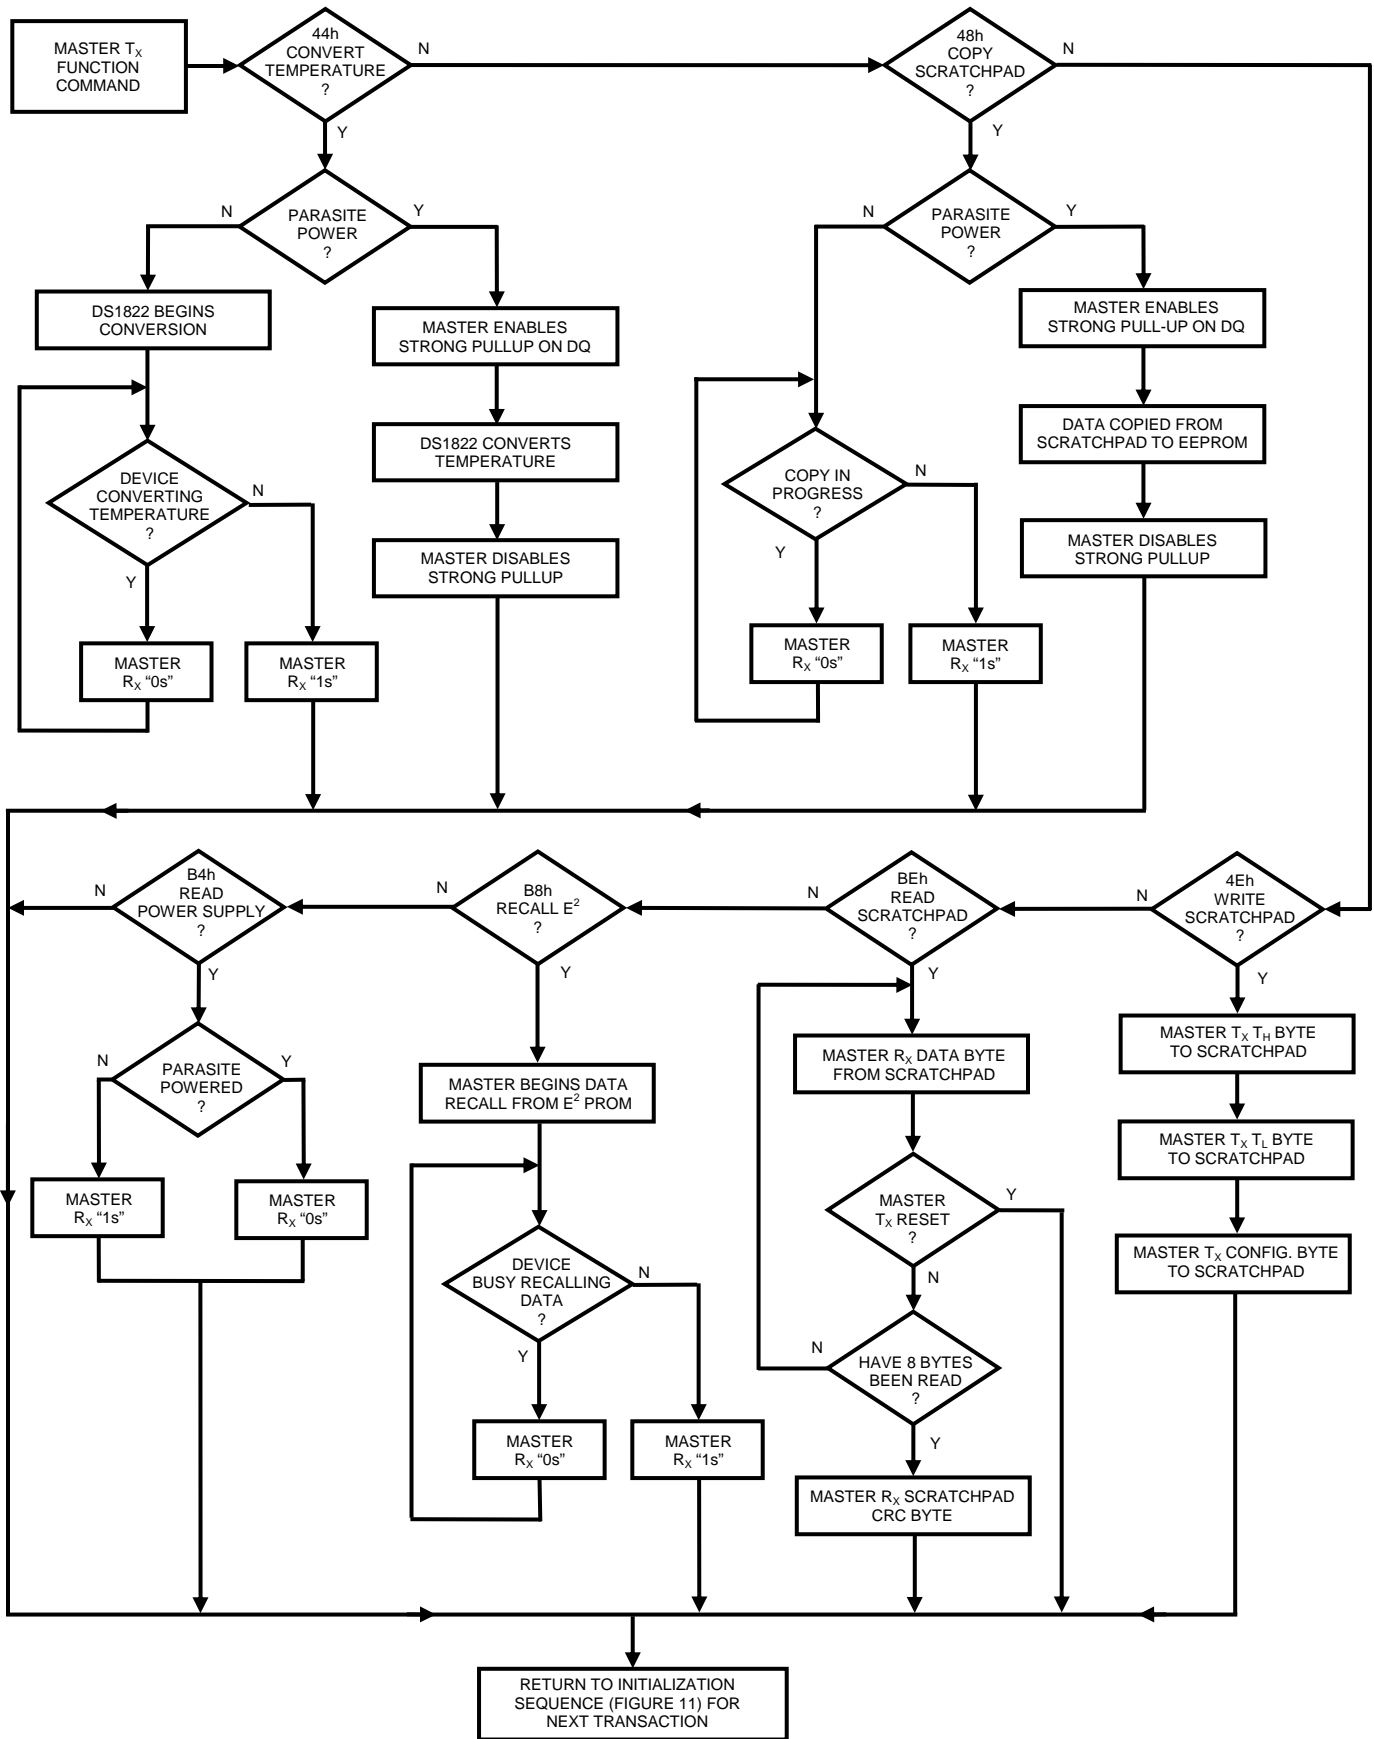 MASTER TX
FUNCTION
COMMAND
44h
CONVERT
TEMPERATURE
?
N
Y
48h
COPY
SCRATCHPAD
?
N
Y
PARASITE
POWER
?
N
Y
DS1822 BEGINS
CONVERSION
MASTER ENABLES
STRONG PULLUP ON DQ
DS1822 CONVERTS
TEMPERATURE
MASTER DISABLES
STRONG PULLUP
DEVICE
CONVERTING
TEMPERATURE
?
N
Y
MASTER
RX “0s”
MASTER
RX “1s”
PARASITE
POWER
?
N
Y
MASTER ENABLES
STRONG PULL-UP ON DQ
DATA COPIED FROM
SCRATCHPAD TO EEPROM
MASTER DISABLES
STRONG PULLUP
COPY IN
PROGRESS
?
N
Y
MASTER
RX “0s”
MASTER
RX “1s”
4Eh
WRITE
SCRATCHPAD
?
N
Y
MASTER TX TH BYTE
TO SCRATCHPAD
MASTER TX TL BYTE
TO SCRATCHPAD
MASTER TX CONFIG. BYTE
TO SCRATCHPAD
BEh
READ
SCRATCHPAD
?
N
Y
MASTER RX DATA BYTE
FROM SCRATCHPAD
MASTER
TX RESET
?
Y
N
HAVE 8 BYTES
BEEN READ
?
N
Y
MASTER RX SCRATCHPAD
CRC BYTE
B8h
RECALL E2
?
N
Y
MASTER BEGINS DATA
RECALL FROM E2 PROM
DEVICE
BUSY RECALLING
DATA
?
N
Y
MASTER
RX “0s”
MASTER
RX “1s”
B4h
READ
POWER SUPPLY
?
N
Y
PARASITE
POWERED
?
N
Y
MASTER
RX “1s”
MASTER
RX “0s”
RETURN TO INITIALIZATION
SEQUENCE (FIGURE 11) FOR
NEXT TRANSACTION